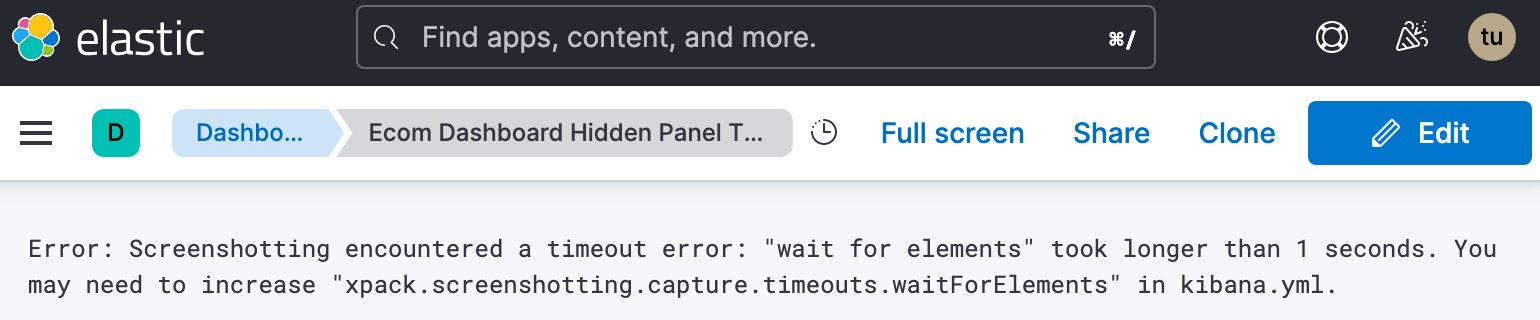 elastic
Find apps, content, and more.
⌘/
tu
D
Dashbo...
Ecom Dashboard Hidden Panel T...
Full screen
Share
Clone
Edit
Error: Screenshotting encountered a timeout error: "wait for elements" took longer than 1 seconds. You
may need to increase "xpack.screenshotting.capture.timeouts.waitForElements" in kibana.yml.